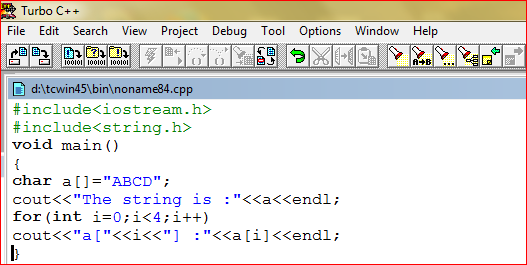 Turbo C++
File Edit Search View Project Debug Tool Options Window Help
A→B
d:\tcwin45\bin\noname84.cpp
#include<iostream.h>
#include<string.h>
void main()
{
char a[]="ABCD";
cout<<"The string is :"<<a<<endl;
for(int i=0;i<4;i++)
cout<<"a["<<i<<"] :"<<a[i]<<endl;
}